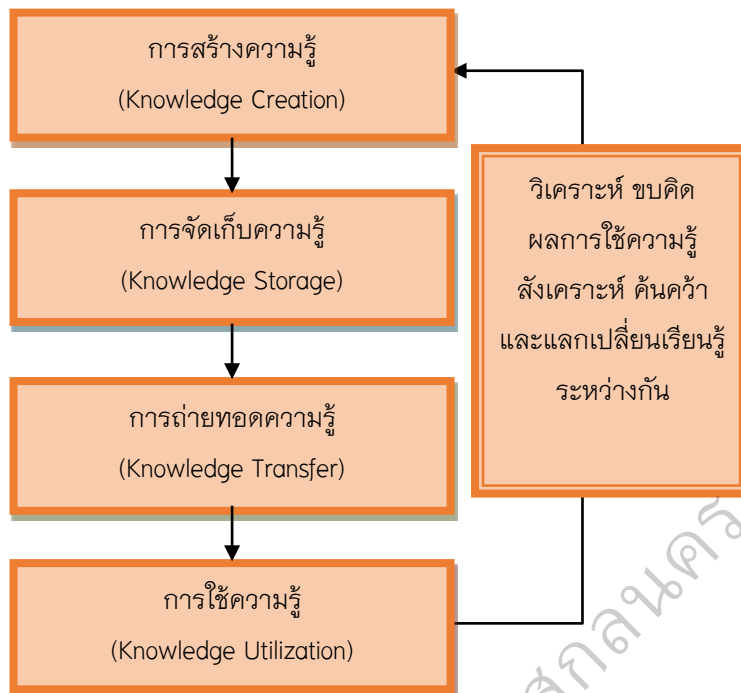 การสร้างความรู้
(Knowledge Creation)
การจัดเก็บความรู้
(Knowledge Storage)
การถ่ายทอดความรู้
(Knowledge Transfer)
การใช้ความรู้
(Knowledge Utilization)
วิเคราะห์ ขบคิด
ผลการใช้ความรู้
สังเคราะห์ ค้นคว้า
และแลกเปลี่ยนเรียนรู้
ระหว่างกัน
สกลนคร